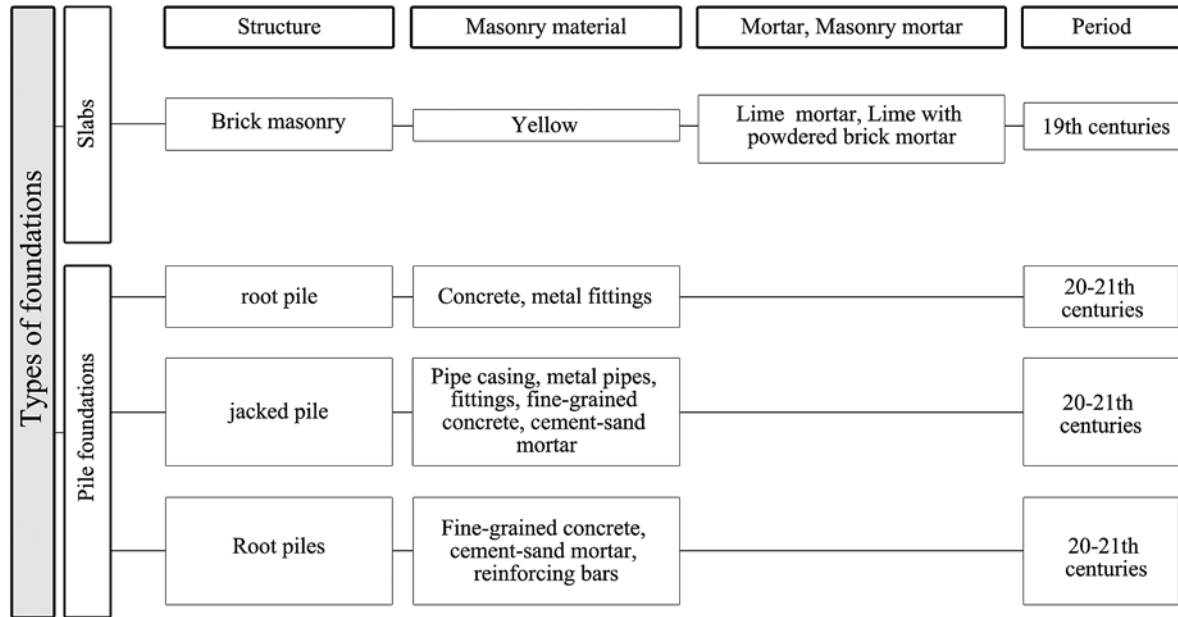 Types of foundations
Structure
Masonry material
Mortar, Masonry mortar
Period
Slabs
Brick masonry
Yellow
Lime mortar, Lime with
powdered brick mortar
19th centuries
Pile foundations
root pile
Concrete, metal fittings
20-21th
centuries
jacked pile
Pipe casing, metal pipes,
fittings, fine-grained
concrete, cement-sand
mortar
20-21th
centuries
Root piles
Fine-grained concrete,
cement-sand mortar,
reinforcing bars
20-21th
centuries